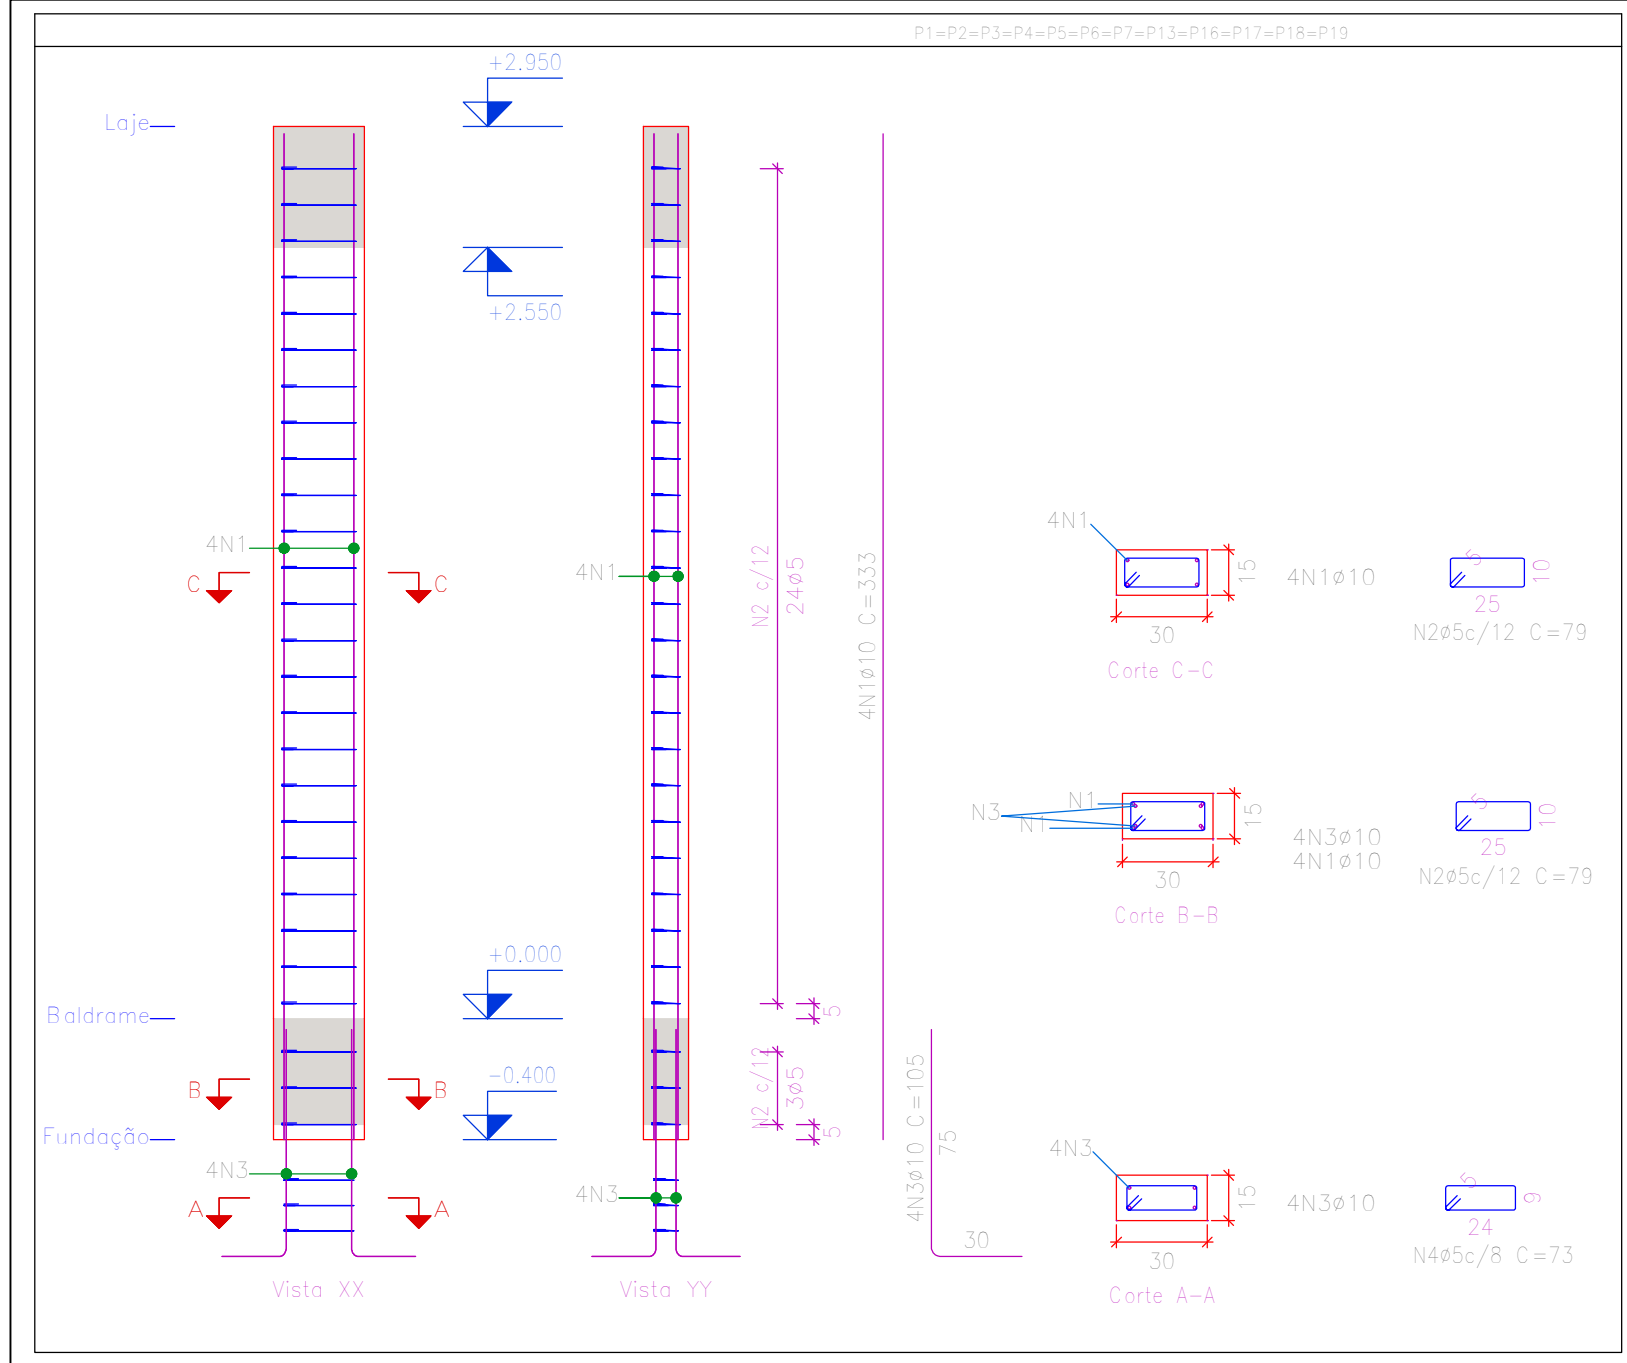 P1=P2=P3=P4=P5=P6=P7=P13=P16=P17=P18=P19
+2.950
Laje
+2.550
4N1
C
C
4N1
N2 c/12
24ø5
4N1ø10 C=333
4N1
15
30
Corte C-C
4N1ø10
5
10
25
N2ø5c/12 C=79
N3
N1
N1
15
30
Corte B-B
4N3ø10
4N1ø10
5
10
25
N2ø5c/12 C=79
+0.000
Baldrame
5
-0.400
B
B
N2 c/12
3ø5
5
Fundação
4N3
A
A
4N3
4N3ø10 C=105
75
30
4N3
15
30
Corte A-A
4N3ø10
5
9
24
N4ø5c/8 C=73
Vista XX
Vista YY